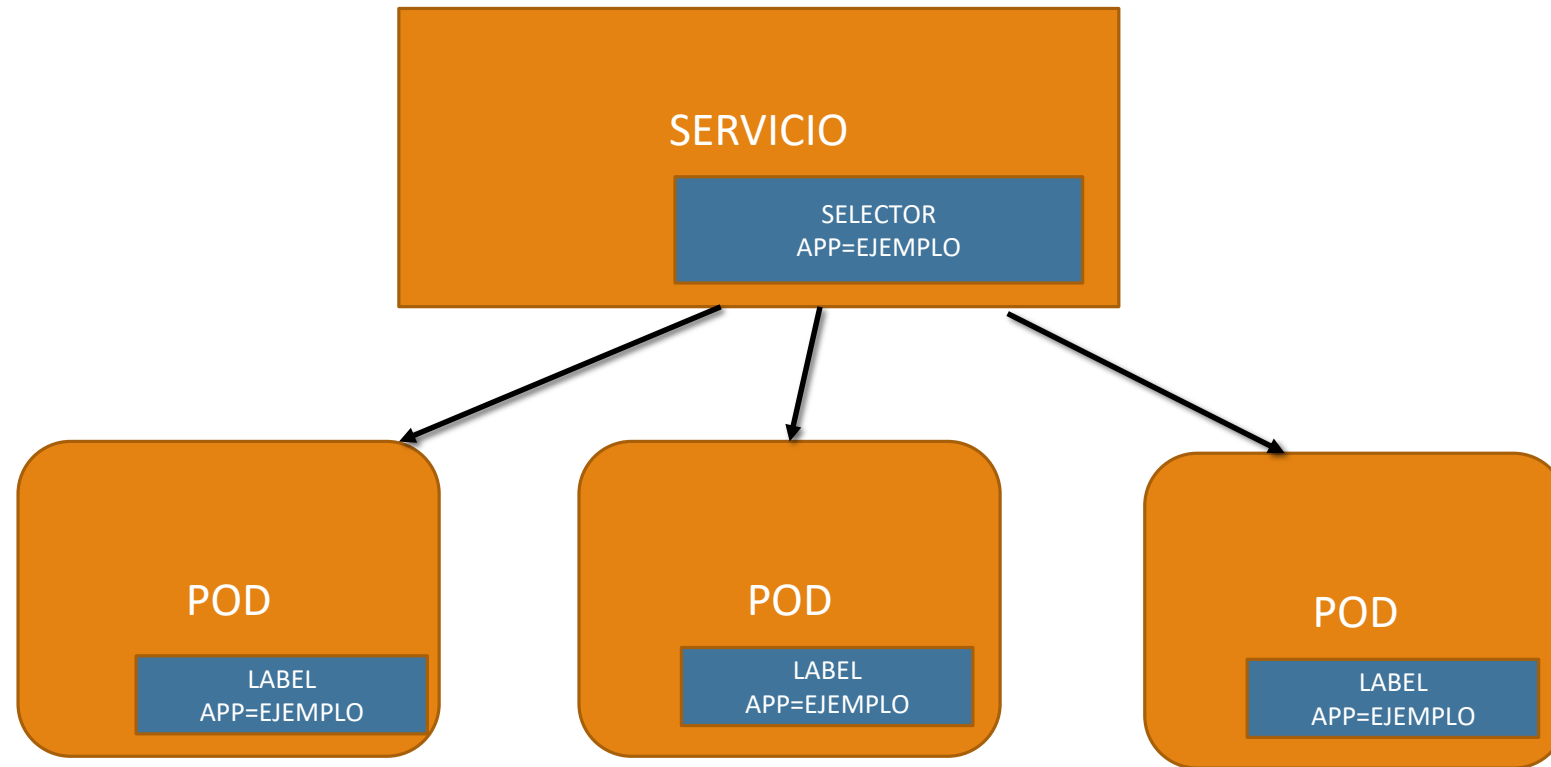 SERVICIO
SELECTOR
APP=EJEMPLO
POD
LABEL
APP=EJEMPLO
POD
LABEL
APP=EJEMPLO
POD
LABEL
APP=EJEMPLO